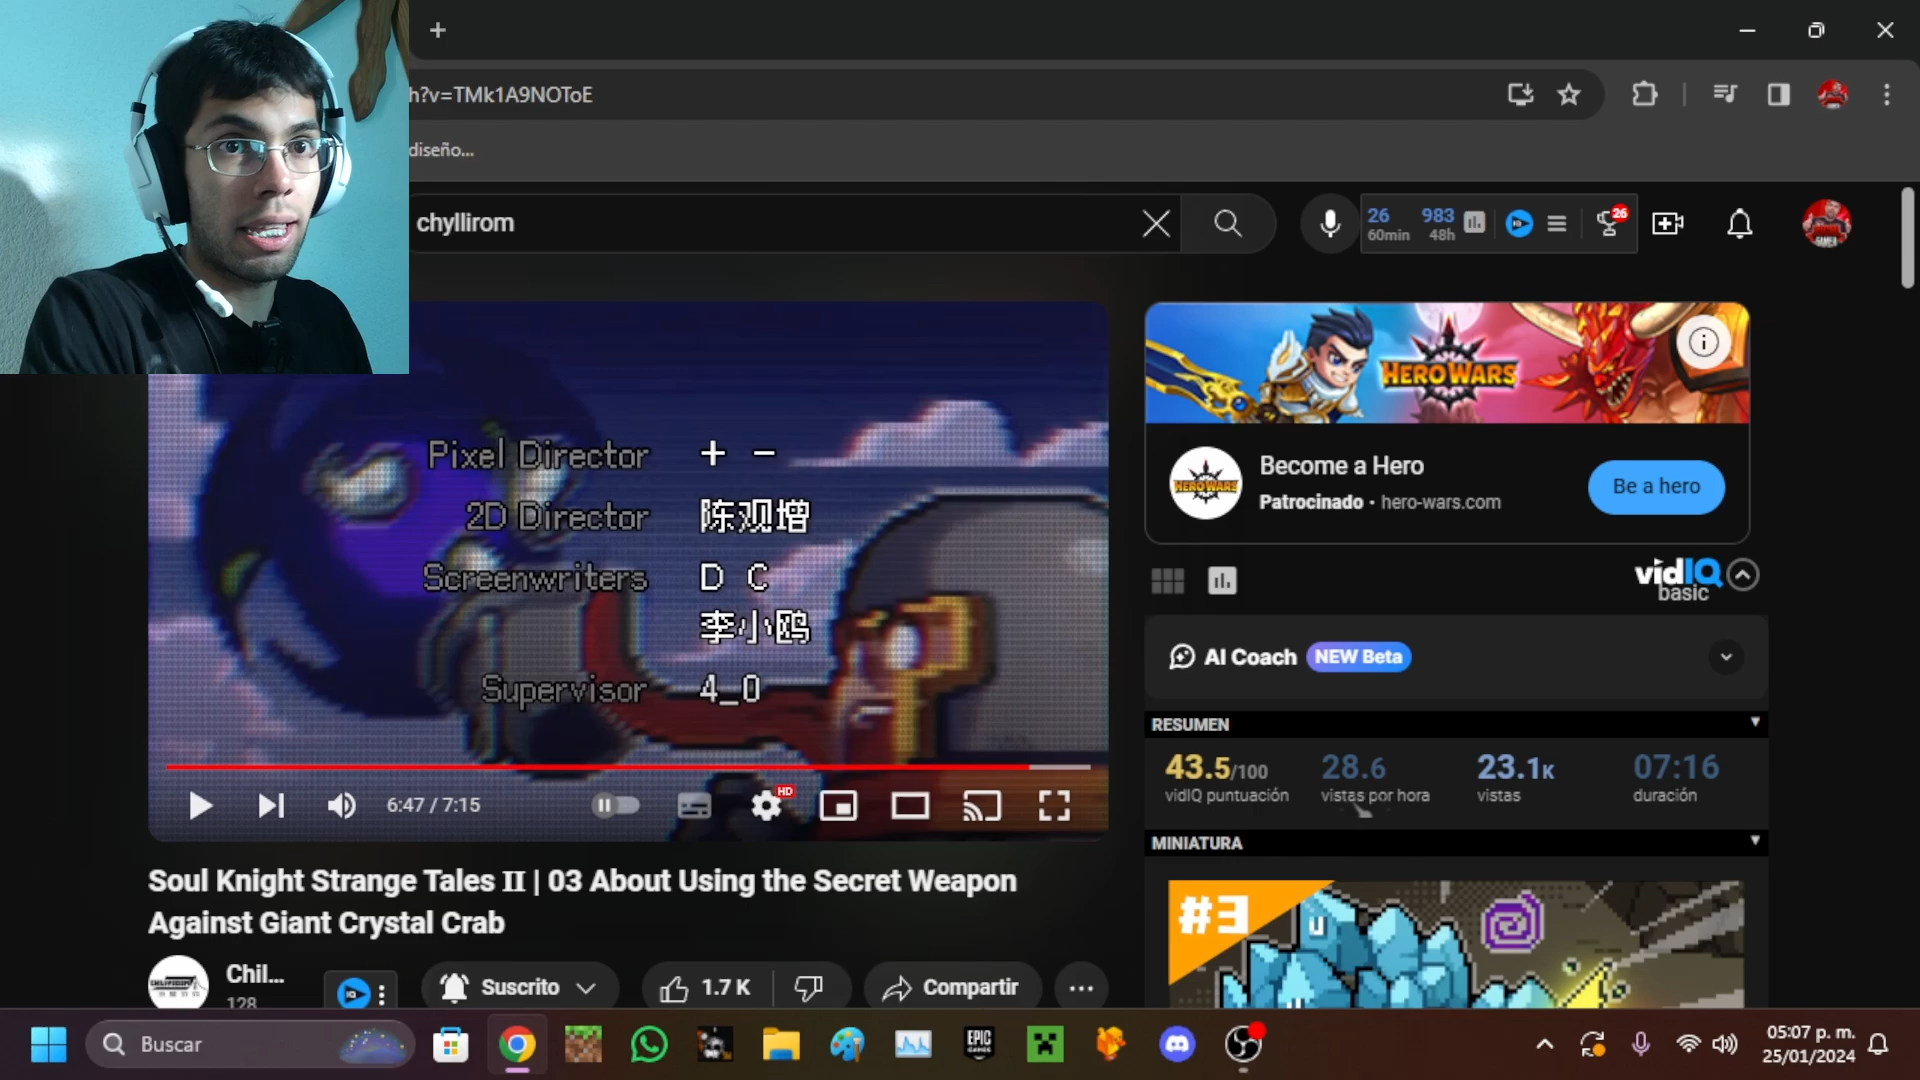 h?v=TMk1A9NOToE
diseño...
chyllirom
26 983
60min 48h
26
HERO WARS
Become a Hero
Patrocinado · hero-wars.com
Be a hero
HERO WARS
Pixel Director + -
2D Director 陈观增
Screenwriters D C
李小鸥
Supervisor 4_0
HD
6:47 / 7:15
vidIQ
basic
AI Coach NEW Beta
RESUMEN
43.5/100 28.6 23.1K 07:16
vidIQ puntuación vistas por hora vistas duración
MINIATURA
#3
Soul Knight Strange Tales II | 03 About Using the Secret Weapon
Against Giant Crystal Crab
Chil...
128
Suscrito
1.7 K
Compartir
Buscar
EPIC
GAMES
05:07 p. m.
25/01/2024